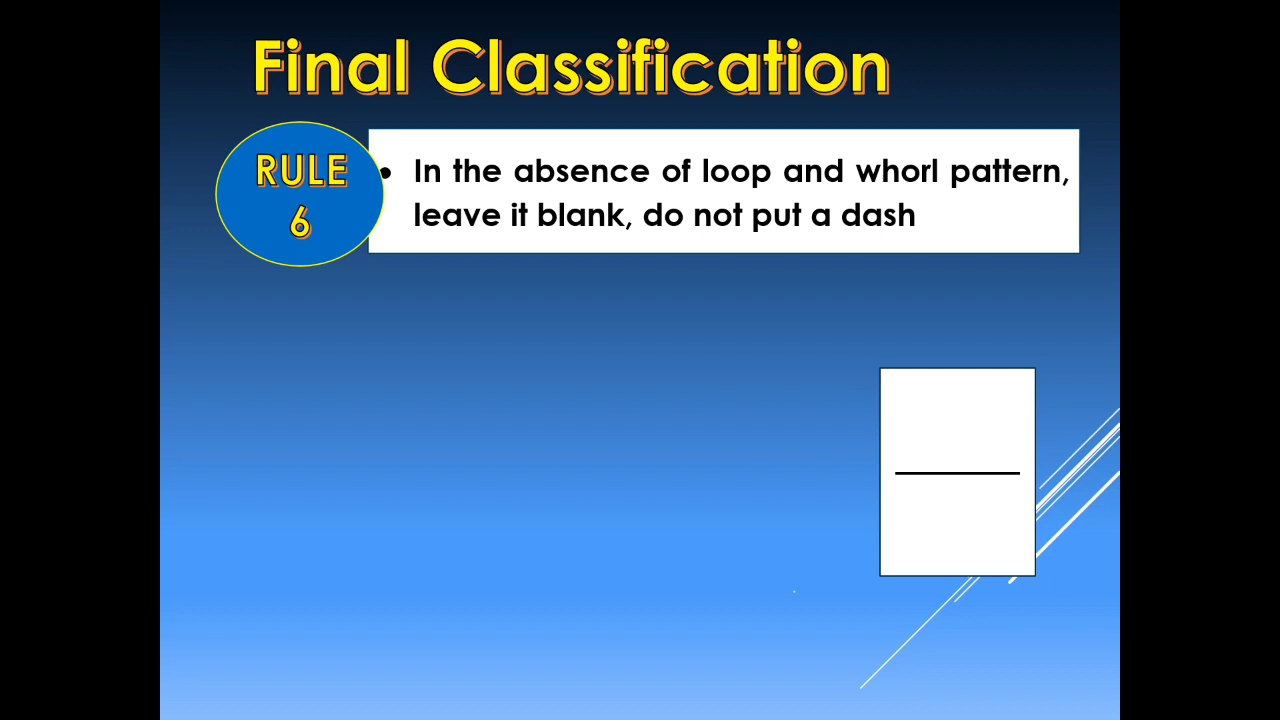 Final Classification
RULE
6
• In the absence of loop and whorl pattern,
leave it blank, do not put a dash